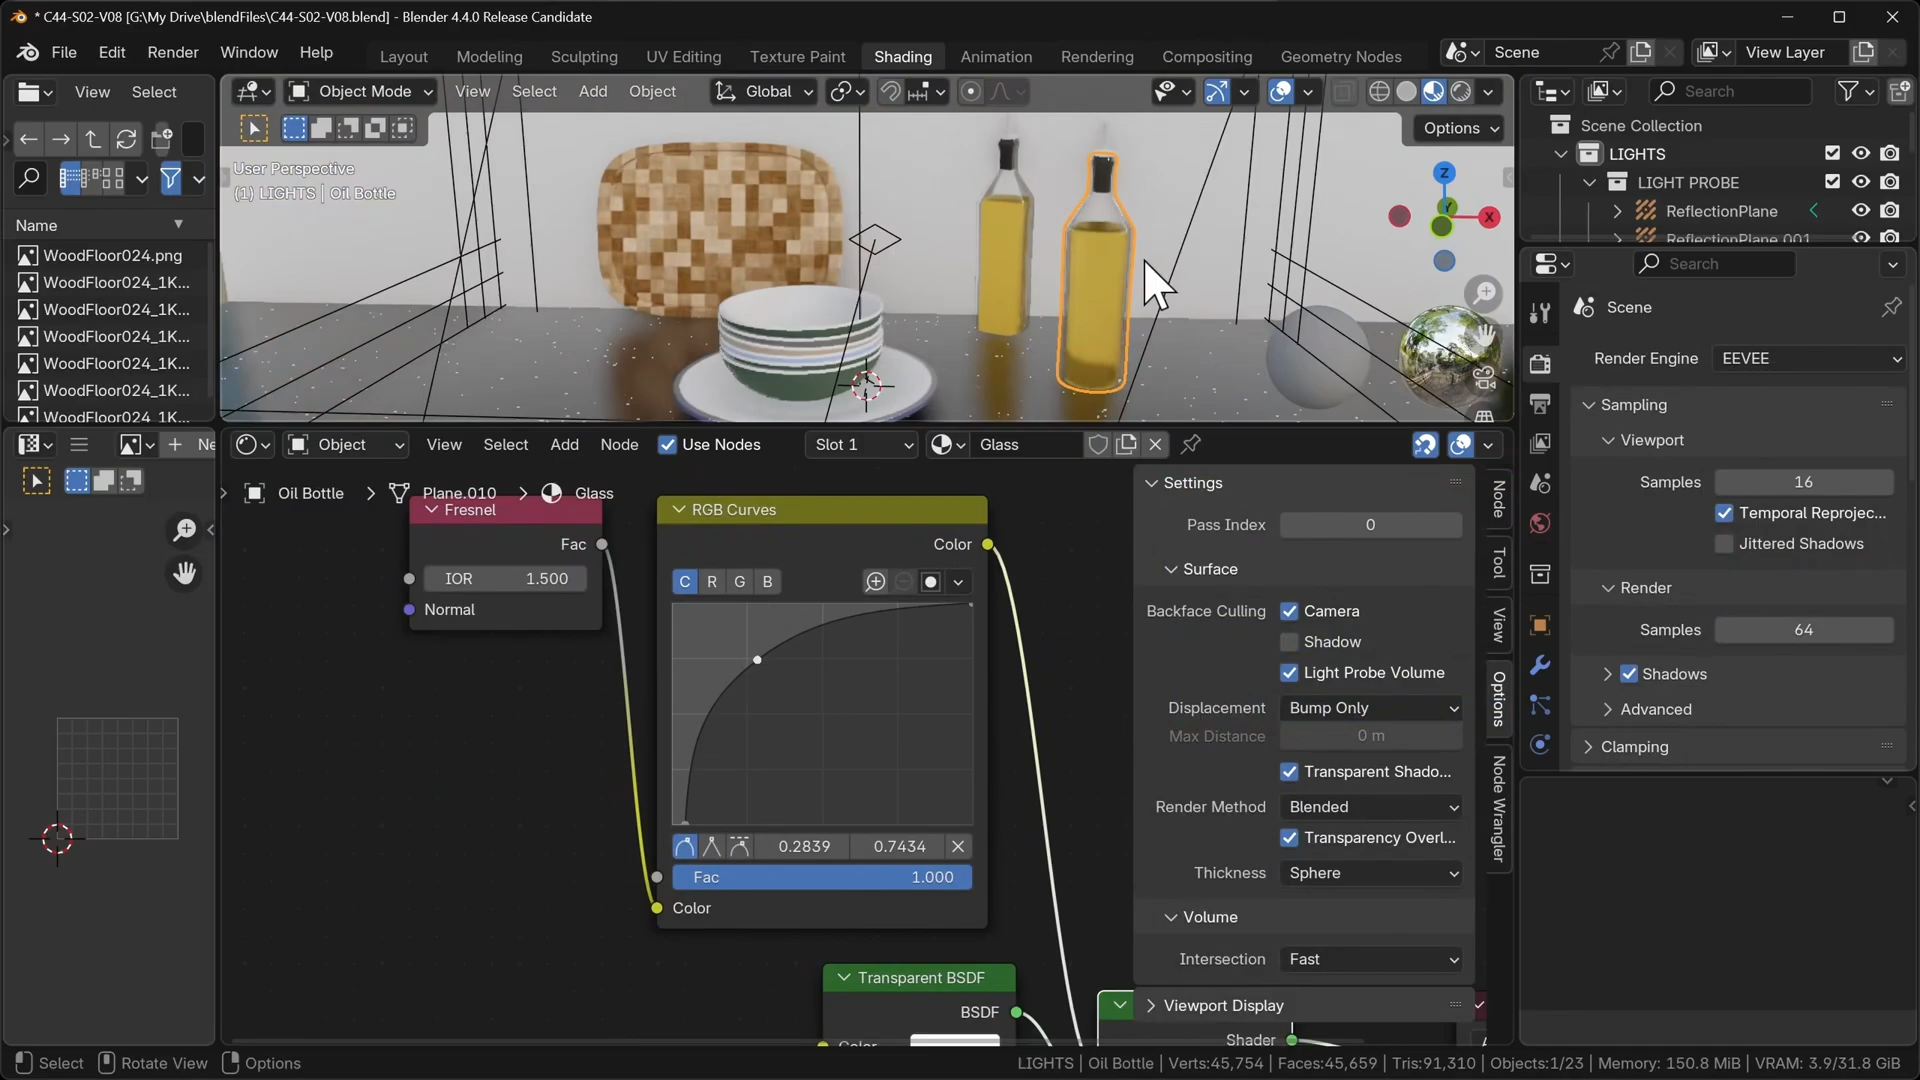 * C44-S02-V08 [G:\My Drive\blendFiles\C44-S02-V08.blend] - Blender 4.4.0 Release Candidate
File Edit Render Window Help Layout Modeling Sculpting UV Editing Texture Paint Shading Animation Rendering Compositing Geometry Nodes Scene View Layer
View Select Object Mode View Select Add Object Global Search
Options
Scene Collection
LIGHTS
LIGHT PROBE
ReflectionPlane
ReflectionPlane.001
User Perspective
(1) LIGHTS | Oil Bottle
Z
Y
X
Name
WoodFloor024.png
WoodFloor024_1K...
WoodFloor024_1K...
WoodFloor024_1K...
WoodFloor024_1K...
WoodFloor024_1K...
WoodFloor024_1K...
Search
Scene
Render Engine EEVEE
Sampling
Viewport
Samples 16
Temporal Reprojec...
Jittered Shadows
Render
Samples 64
Shadows
Advanced
Clamping
Ne Object View Select Add Node Use Nodes Slot 1 Glass
Oil Bottle > Plane.010 > Glass
Fresnel
Fac
IOR 1.500
Normal
RGB Curves
Color
C R G B
0.2839 0.7434
Fac 1.000
Color
Transparent BSDF
BSDF
Color
Shader
Settings
Pass Index 0
Surface
Backface Culling Camera
Shadow
Light Probe Volume
Displacement Bump Only
Max Distance 0 m
Transparent Shado...
Render Method Blended
Transparency Overl...
Thickness Sphere
Volume
Intersection Fast
Viewport Display
Node
Tool
View
Options
Node Wrangler
Select Rotate View Options LIGHTS | Oil Bottle | Verts:45,754 | Faces:45,659 | Tris:91,310 | Objects:1/23 | Memory: 150.8 MiB | VRAM: 3.9/31.8 GiB